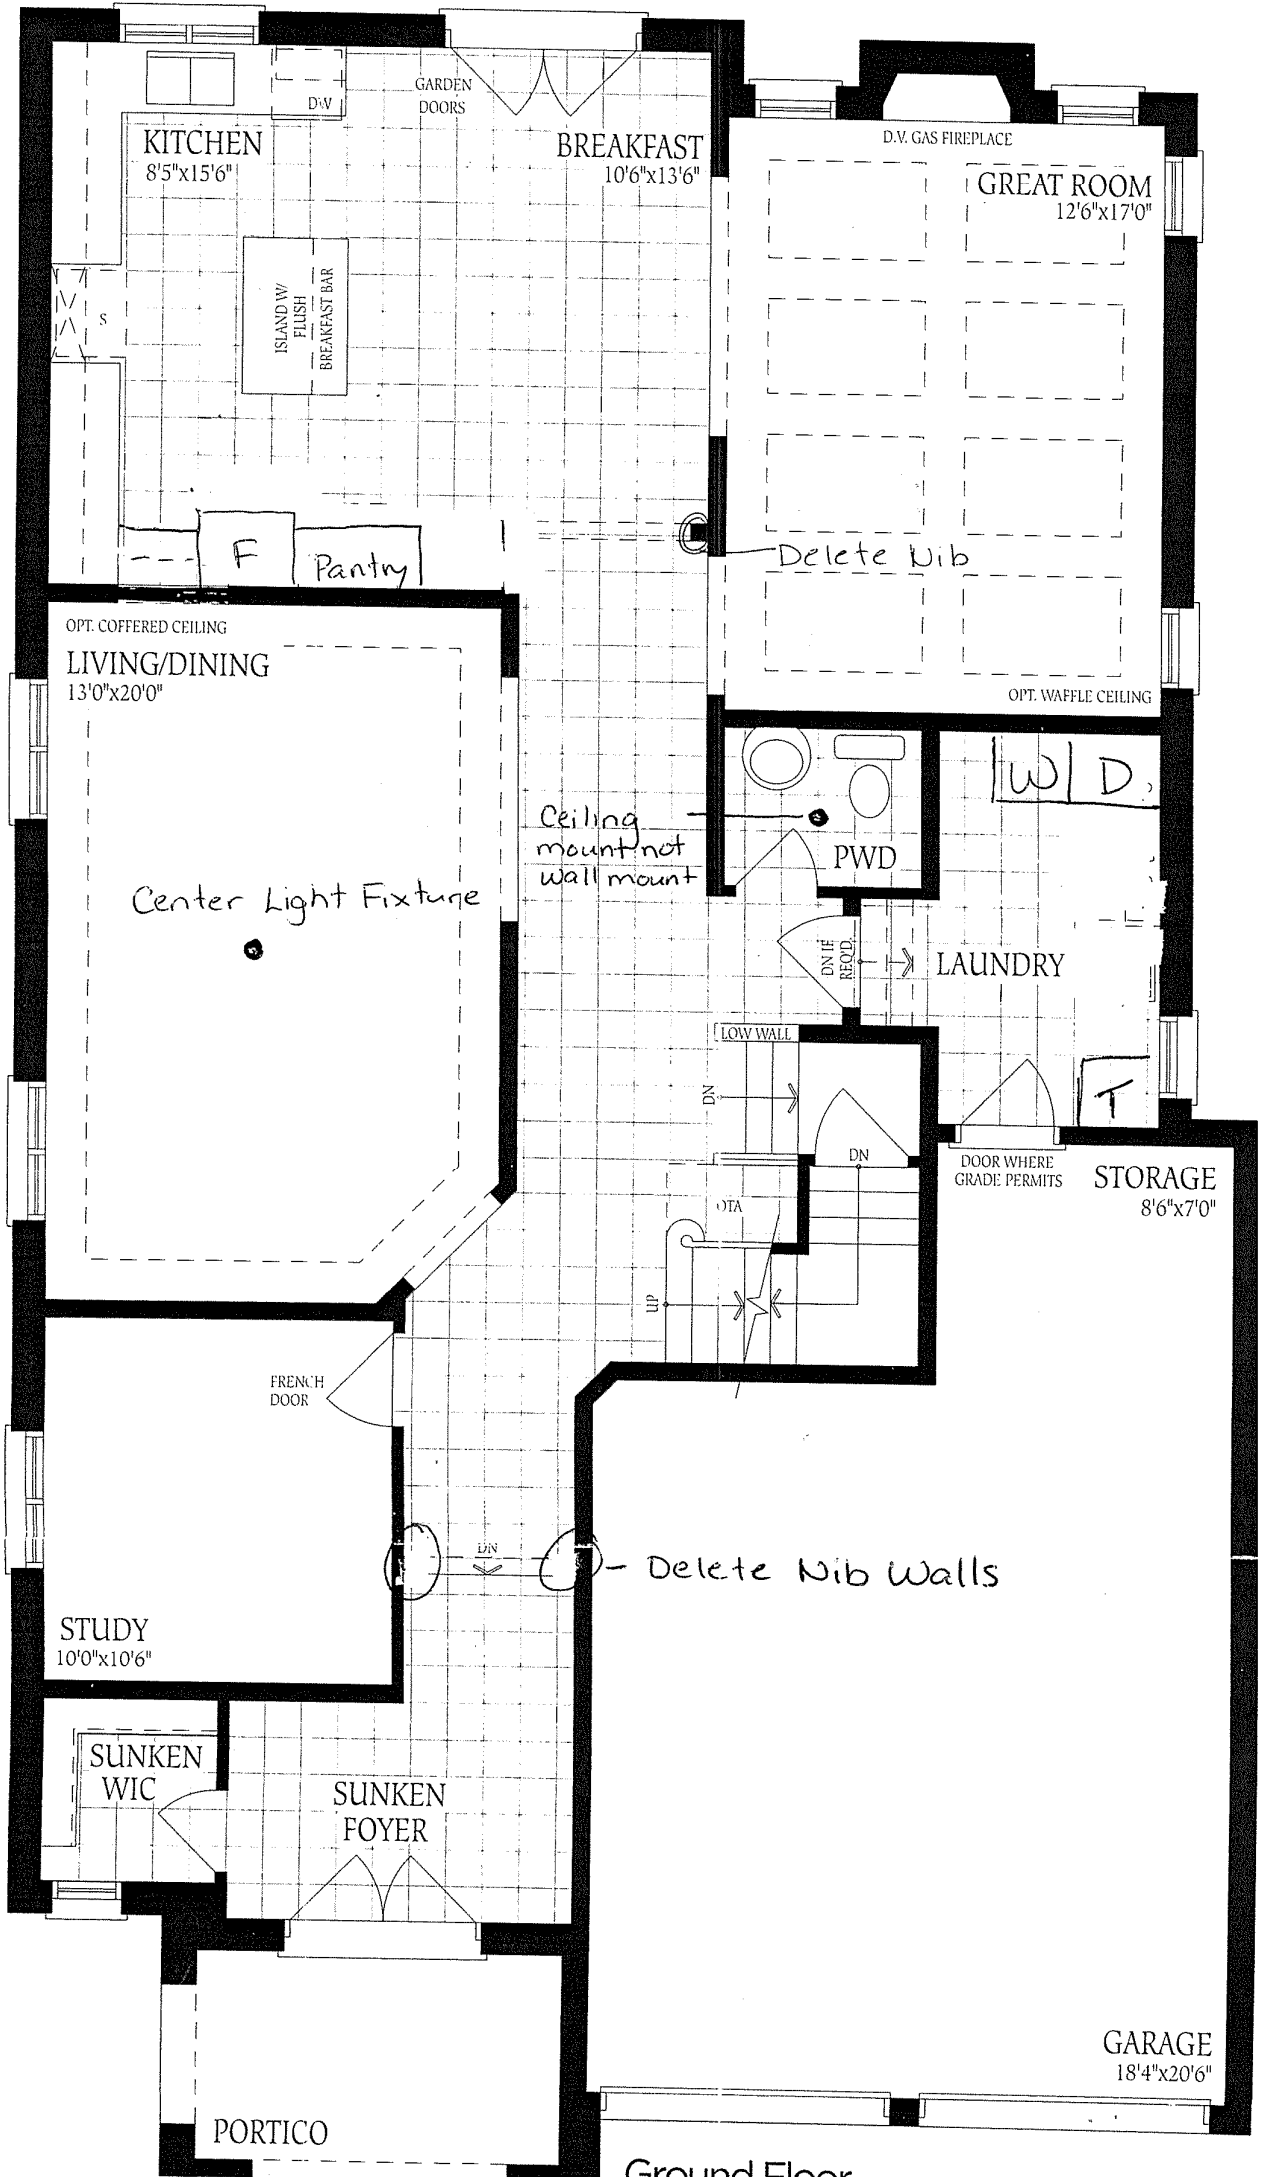 GARDEN
DOORS
DW
KITCHEN
8'5"x15'6"
BREAKFAST
10'6"x13'6"
D.V. GAS FIREPLACE
GREAT ROOM
12'6"x17'0"
ISLAND W/
FLUSH
BREAKFAST BAR
S
F
Pantry
Delete Nib
OPT. COFFERED CEILING
LIVING/DINING
13'0"x20'0"
OPT. WAFFLE CEILING
W D
Ceiling
mount not
wall mount
PWD
Center Light Fixture
DN IF
REQ'D.
LAUNDRY
LOW WALL
DN
T
DN
DOOR WHERE
GRADE PERMITS
STORAGE
8'6"x7'0"
OTA
UP
FRENCH
DOOR
DN
- Delete Nib Walls
STUDY
10'0"x10'6"
SUNKEN
WIC
SUNKEN
FOYER
GARAGE
18'4"x20'6"
PORTICO
Ground Floor